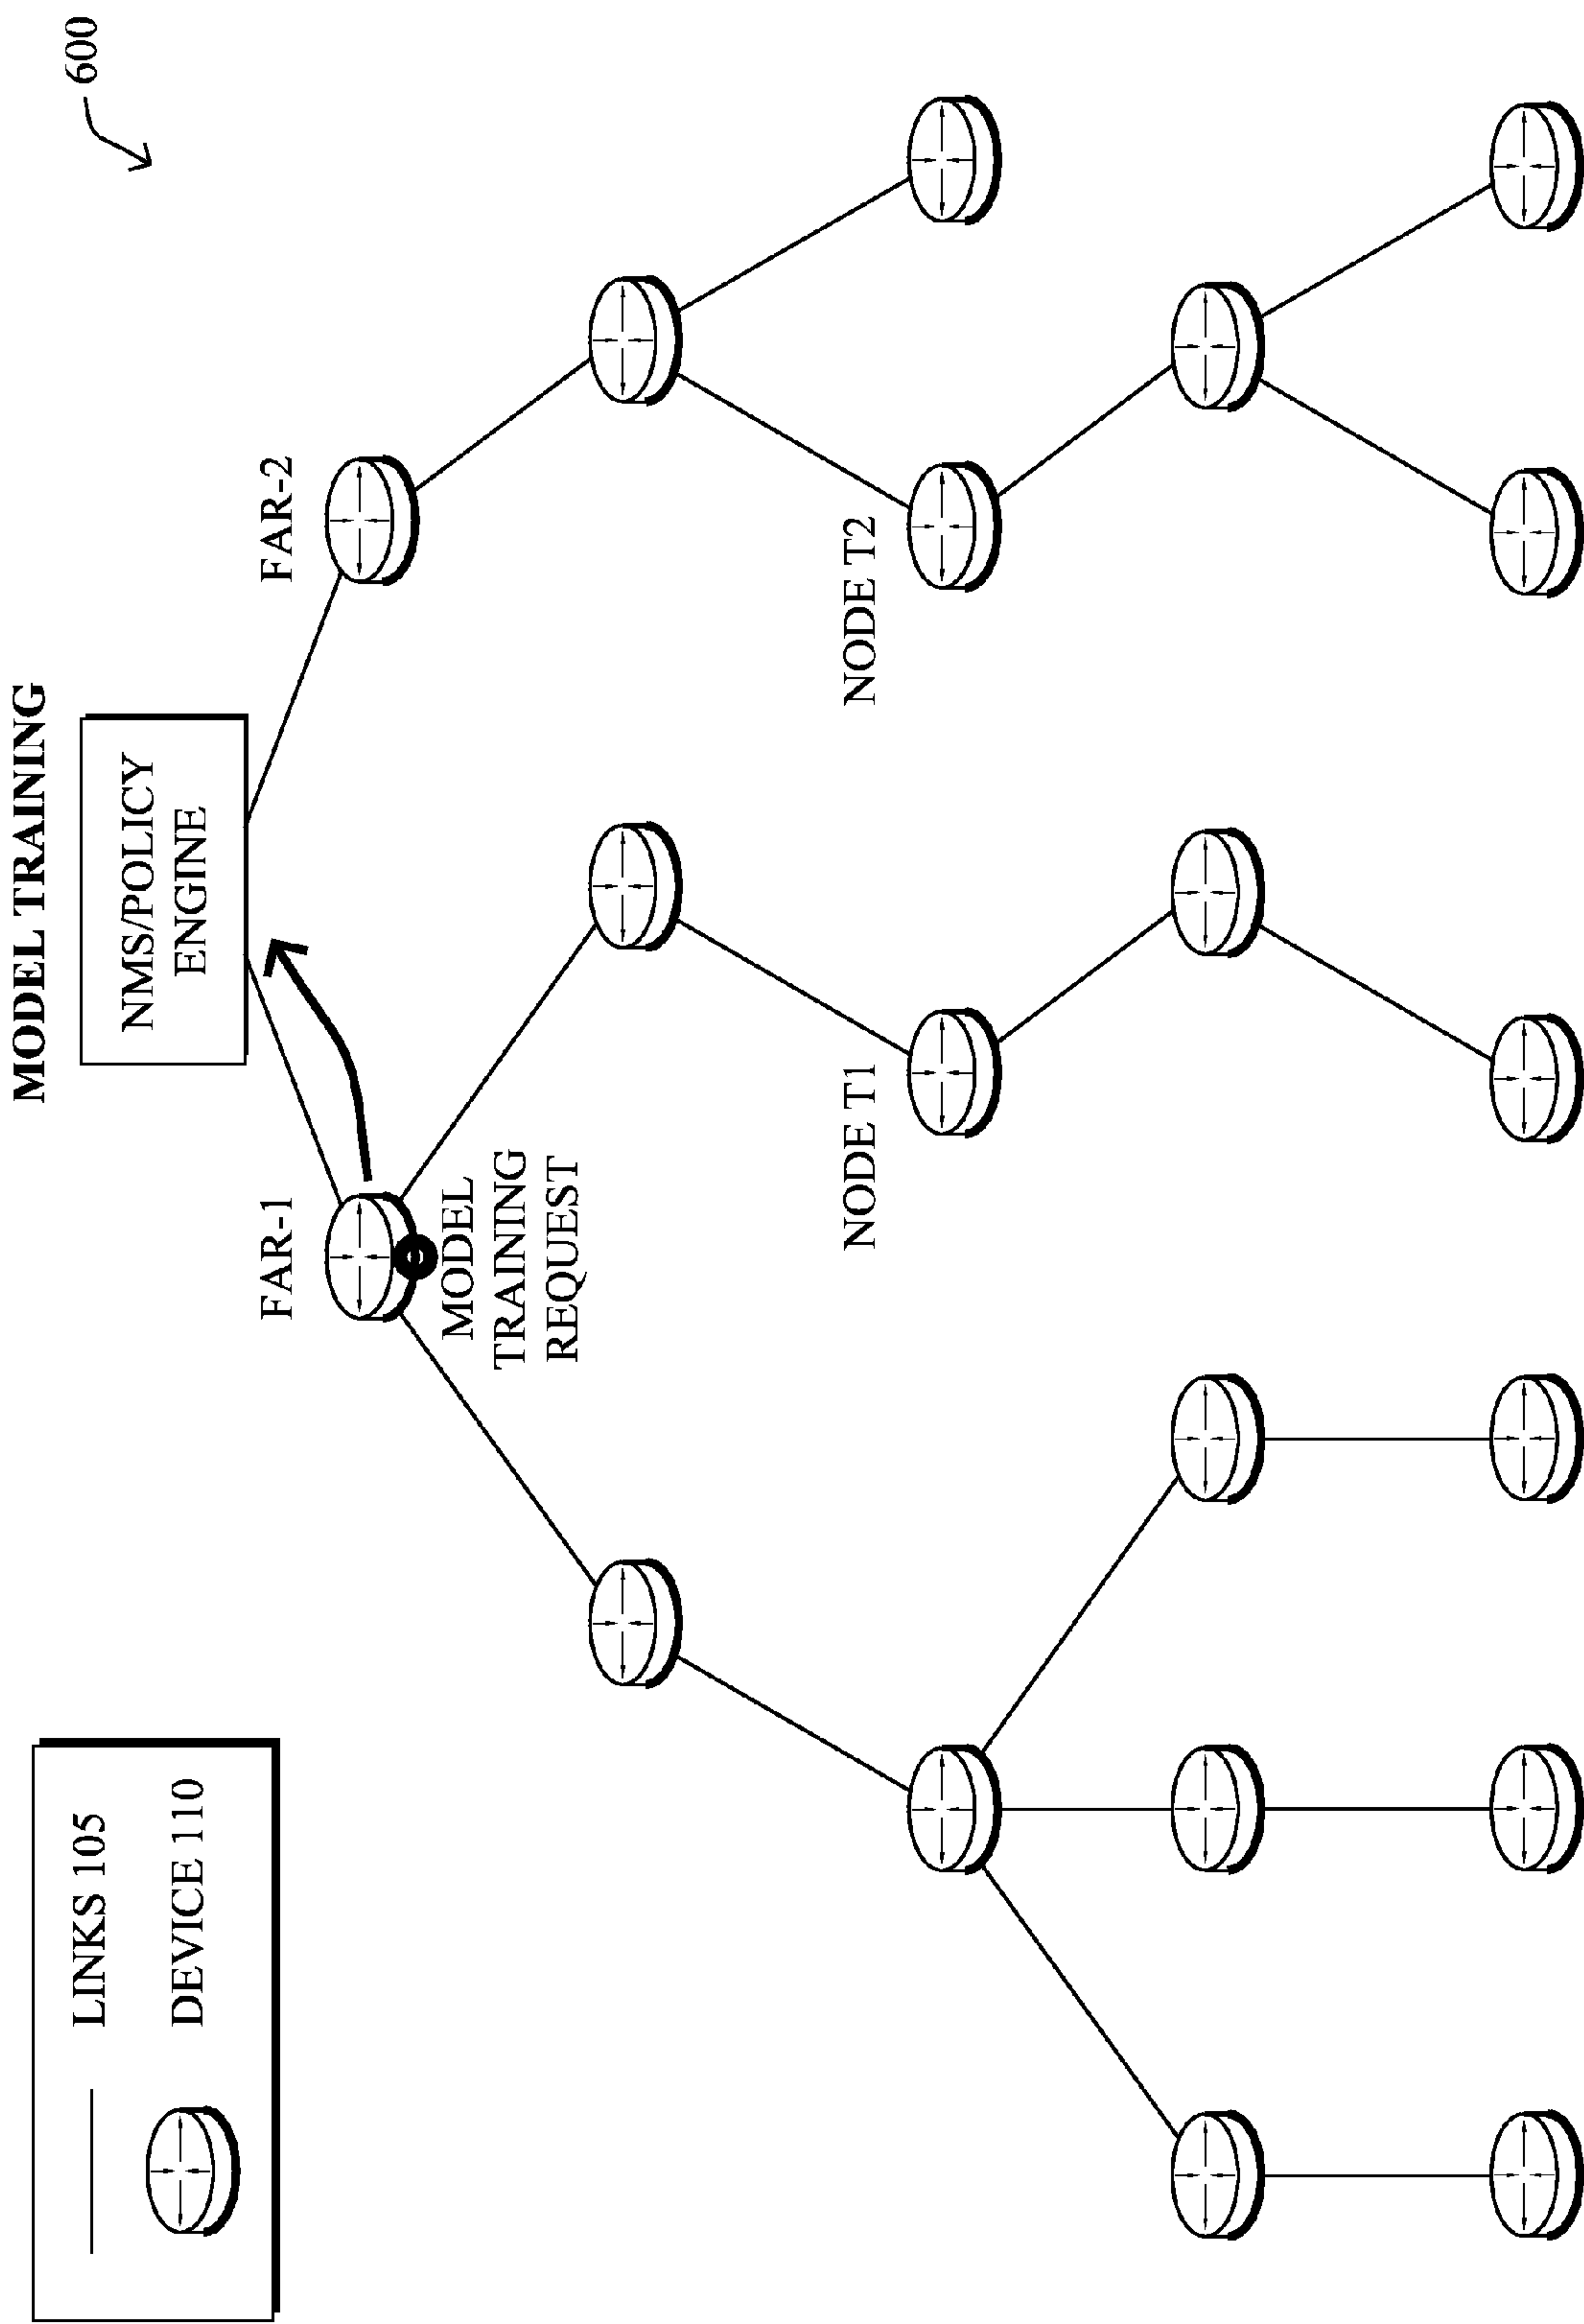 600
MODEL TRAINING
NMS/POLICY
ENGINE
LINKS 105
DEVICE 110
FAR-1
FAR-2
MODEL
TRAINING
REQUEST
NODE T1
NODE T2